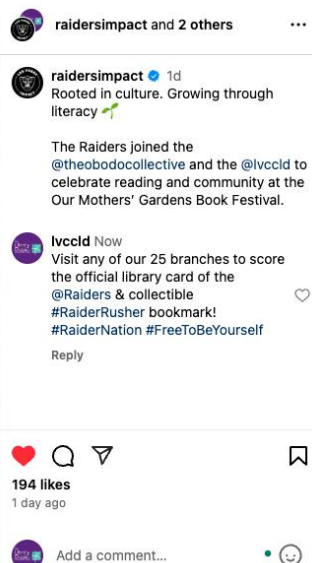 raidersimpact and 2 others
raidersimpact 1d
Rooted in culture. Growing through
literacy 🌱
The Raiders joined the
@theobodocollective and the @lvccld to
celebrate reading and community at the
Our Mothers' Gardens Book Festival.
lvccld Now
Visit any of our 25 branches to score
the official library card of the
@Raiders & collectible
#RaiderRusher bookmark!
#RaiderNation #FreeToBeYourself
Reply
194 likes
1 day ago
Add a comment...